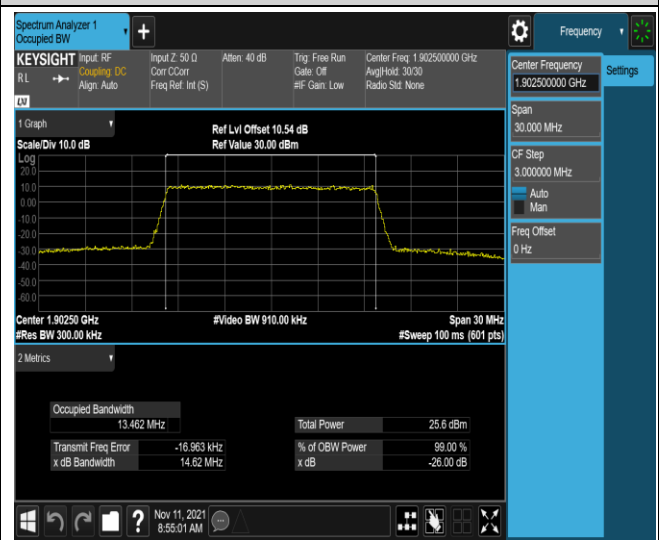 Spectrum Analyzer 1
Occupied BW
Frequency
KEYSIGHT
RL
LXI
Input: RF
Coupling: DC
Align: Auto
Input Z: 50 Ω
Corr CCorr
Freq Ref: Int (S)
Atten: 40 dB
Trig: Free Run
Gate: Off
#IF Gain: Low
Center Freq: 1.902500000 GHz
Avg|Hold: 30/30
Radio Std: None
Center Frequency
1.902500000 GHz
Settings
Span
30.000 MHz
CF Step
3.000000 MHz
Auto
Man
Freq Offset
0 Hz
1 Graph
Scale/Div 10.0 dB
Ref Lvl Offset 10.54 dB
Ref Value 30.00 dBm
Log
20.0
10.0
0.00
-10.0
-20.0
-30.0
-40.0
-50.0
-60.0
Center 1.90250 GHz
#Video BW 910.00 kHz
Span 30 MHz
#Res BW 300.00 kHz
#Sweep 100 ms (601 pts)
2 Metrics
Occupied Bandwidth
13.462 MHz
Total Power 25.6 dBm
Transmit Freq Error -16.963 kHz
% of OBW Power 99.00 %
x dB Bandwidth 14.62 MHz
x dB -26.00 dB
?
Nov 11, 2021
8:55:01 AM